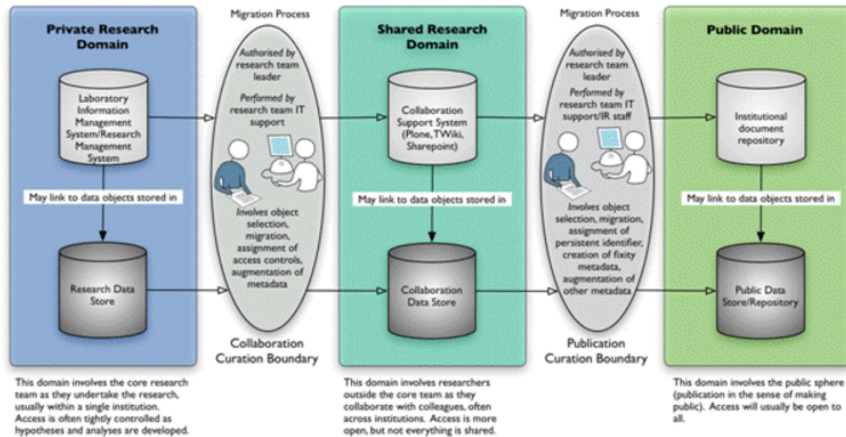 Private Research
Domain
Laboratory
Information
Management
System/Research
Management
System
May link to data objects stored in
Research Data
Store
This domain involves the core research
team as they undertake the research,
usually within a single institution.
Access is often tightly controlled as
hypotheses and analyses are developed.
Migration Process
Authorised by
research team
leader
Performed by
research team IT
support
Involves object
selection,
migration,
assignment of
access controls,
augmentation of
metadata
Collaboration
Curation Boundary
Shared Research
Domain
Collaboration
Support System
(Plone, TWiki,
Sharepoint)
May link to data objects stored in
Collaboration
Data Store
This domain involves researchers
outside the core team as they
collaborate with colleagues, often
across institutions. Access is more
open, but not everything is shared.
Migration Process
Authorised by
research team
leader
Performed by
research team IT
support/IR staff
Involves object
selection, migration,
assignment of
persistent identifier,
creation of fixity
metadata,
augmentation of
other metadata
Publication
Curation Boundary
Public Domain
Institutional
document
repository
May link to data objects stored in
Public Data
Store/Repository
This domain involves the public sphere
(publication in the sense of making
public). Access will usually be open to
all.